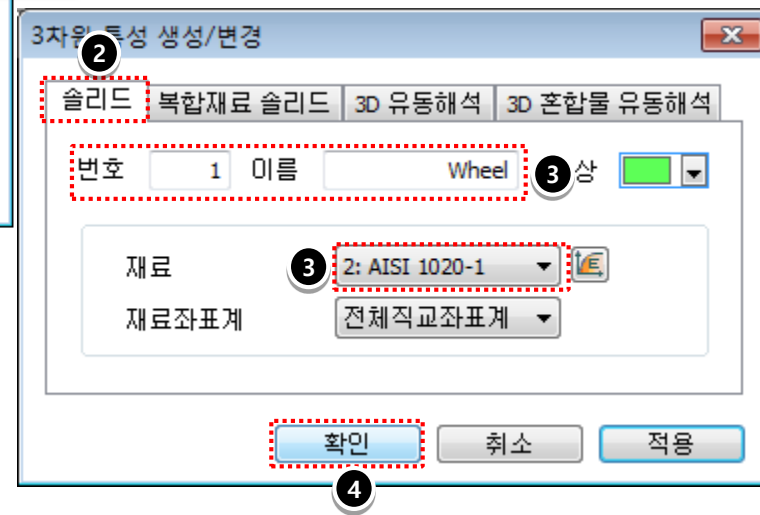 3차원 특성 생성/변경
2
솔리드 복합재료 솔리드 3D 유동해석 3D 혼합물 유동해석
번호 1 이름 Wheel 3 상
재료 3 2: AISI 1020-1
재료좌표계 전체직교좌표계
확인 취소 적용
4